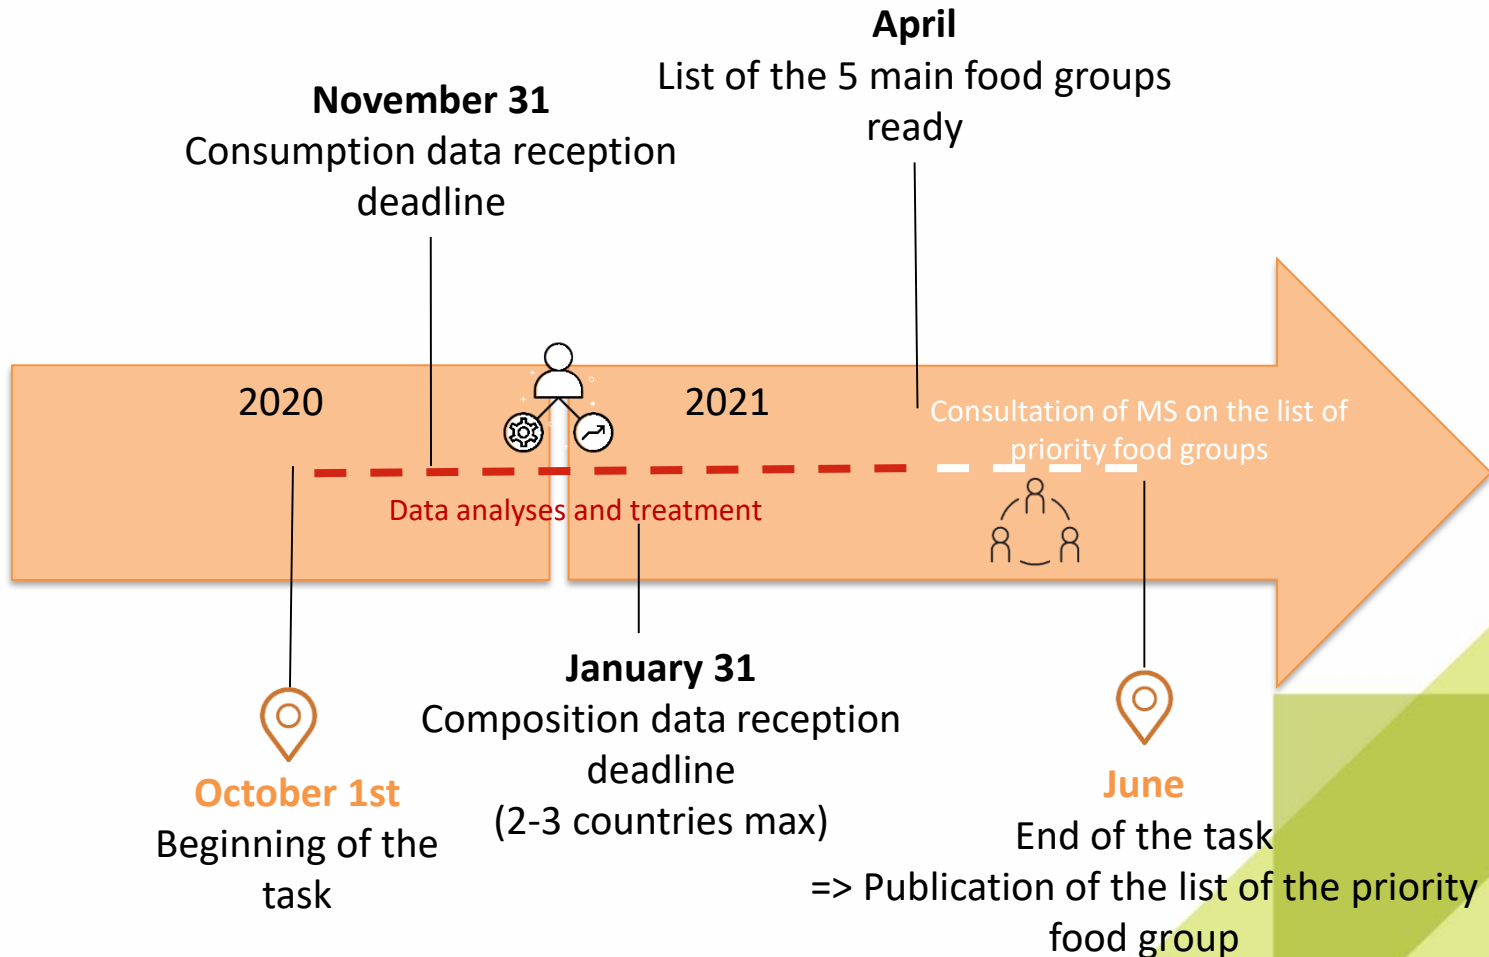 April
List of the 5 main food groups
ready
November 31
Consumption data reception
deadline
2020
2021
Consultation of MS on the list of
priority food groups
Data analyses and treatment
January 31
Composition data reception
deadline
(2-3 countries max)
October 1st
Beginning of the
task
June
End of the task
=> Publication of the list of the priority
food group